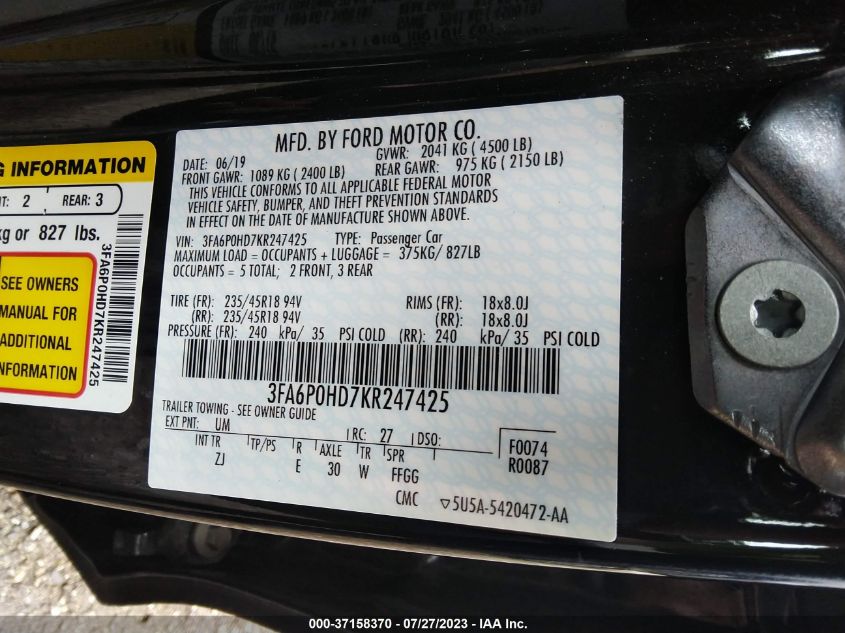 MFD. BY FORD MOTOR CO.
DATE: 06/19 GVWR: 2041 KG ( 4500 LB)
FRONT GAWR: 1089 KG ( 2400 LB) REAR GAWR: 975 KG ( 2150 LB)
THIS VEHICLE CONFORMS TO ALL APPLICABLE FEDERAL MOTOR
VEHICLE SAFETY, BUMPER, AND THEFT PREVENTION STANDARDS
IN EFFECT ON THE DATE OF MANUFACTURE SHOWN ABOVE.
VIN: 3FA6P0HD7KR247425 TYPE: Passenger Car
MAXIMUM LOAD = OCCUPANTS + LUGGAGE = 375KG/ 827LB
OCCUPANTS = 5 TOTAL; 2 FRONT, 3 REAR
TIRE (FR): 235/45R18 94V RIMS (FR): 18x8.0J
(RR): 235/45R18 94V (RR): 18x8.0J
PRESSURE (FR): 240 kPa/ 35 PSI COLD (RR): 240 kPa/ 35 PSI COLD
3FA6P0HD7KR247425
TRAILER TOWING - SEE OWNER GUIDE
EXT PNT: UM RC: 27 DSO: F0074
R0087
INT TR TP/PS R AXLE TR SPR
ZJ E 30 W FFGG
CMC ▽5U5A-5420472-AA
INFORMATION
2 REAR: 3
kg or 827 lbs.
SEE OWNERS
MANUAL FOR
ADDITIONAL
INFORMATION
3FA6P0HD7KR247425
000-37158370 - 07/27/2023 - IAA Inc.